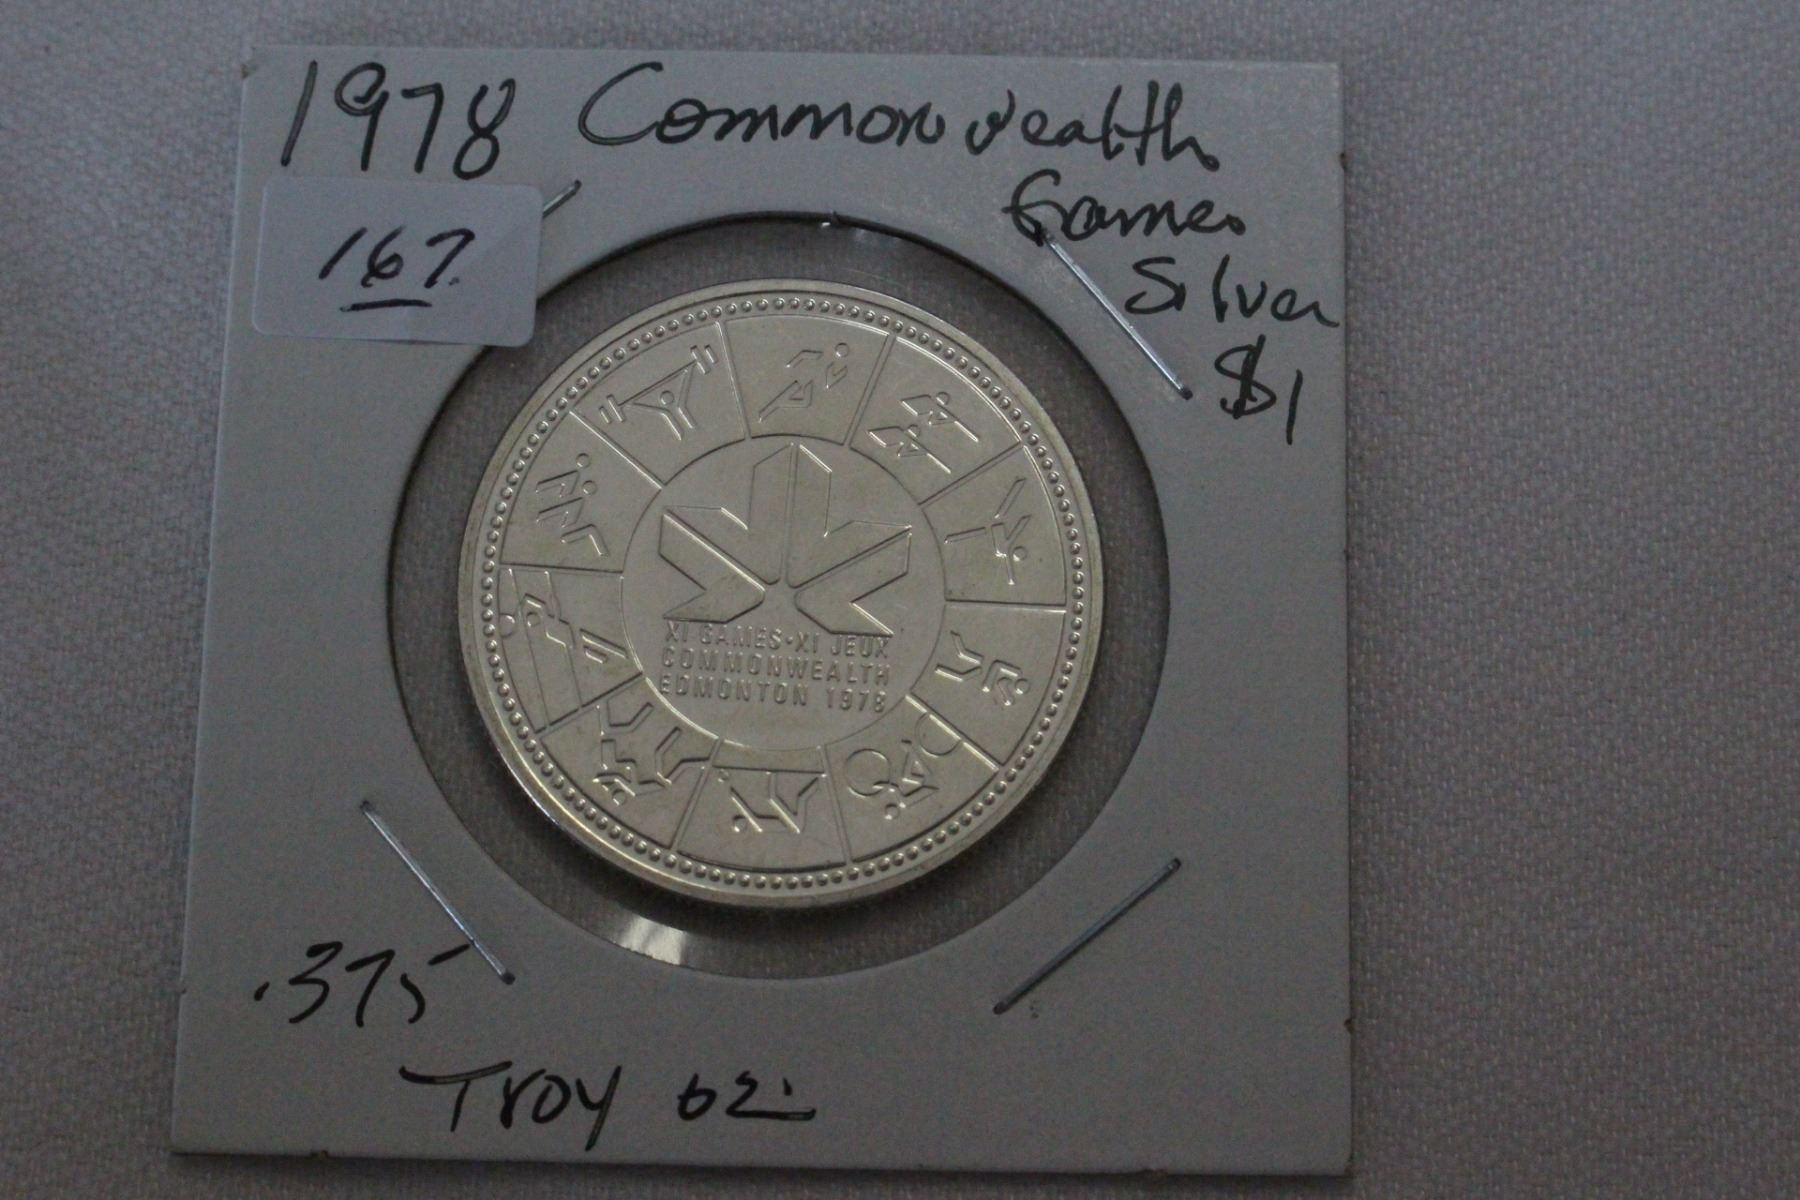 1978 Commonwealth
Games
Silver
$1
167.
XI GAMES·XI JEUX
COMMONWEALTH
EDMONTON 1978
.375
Troy oz.